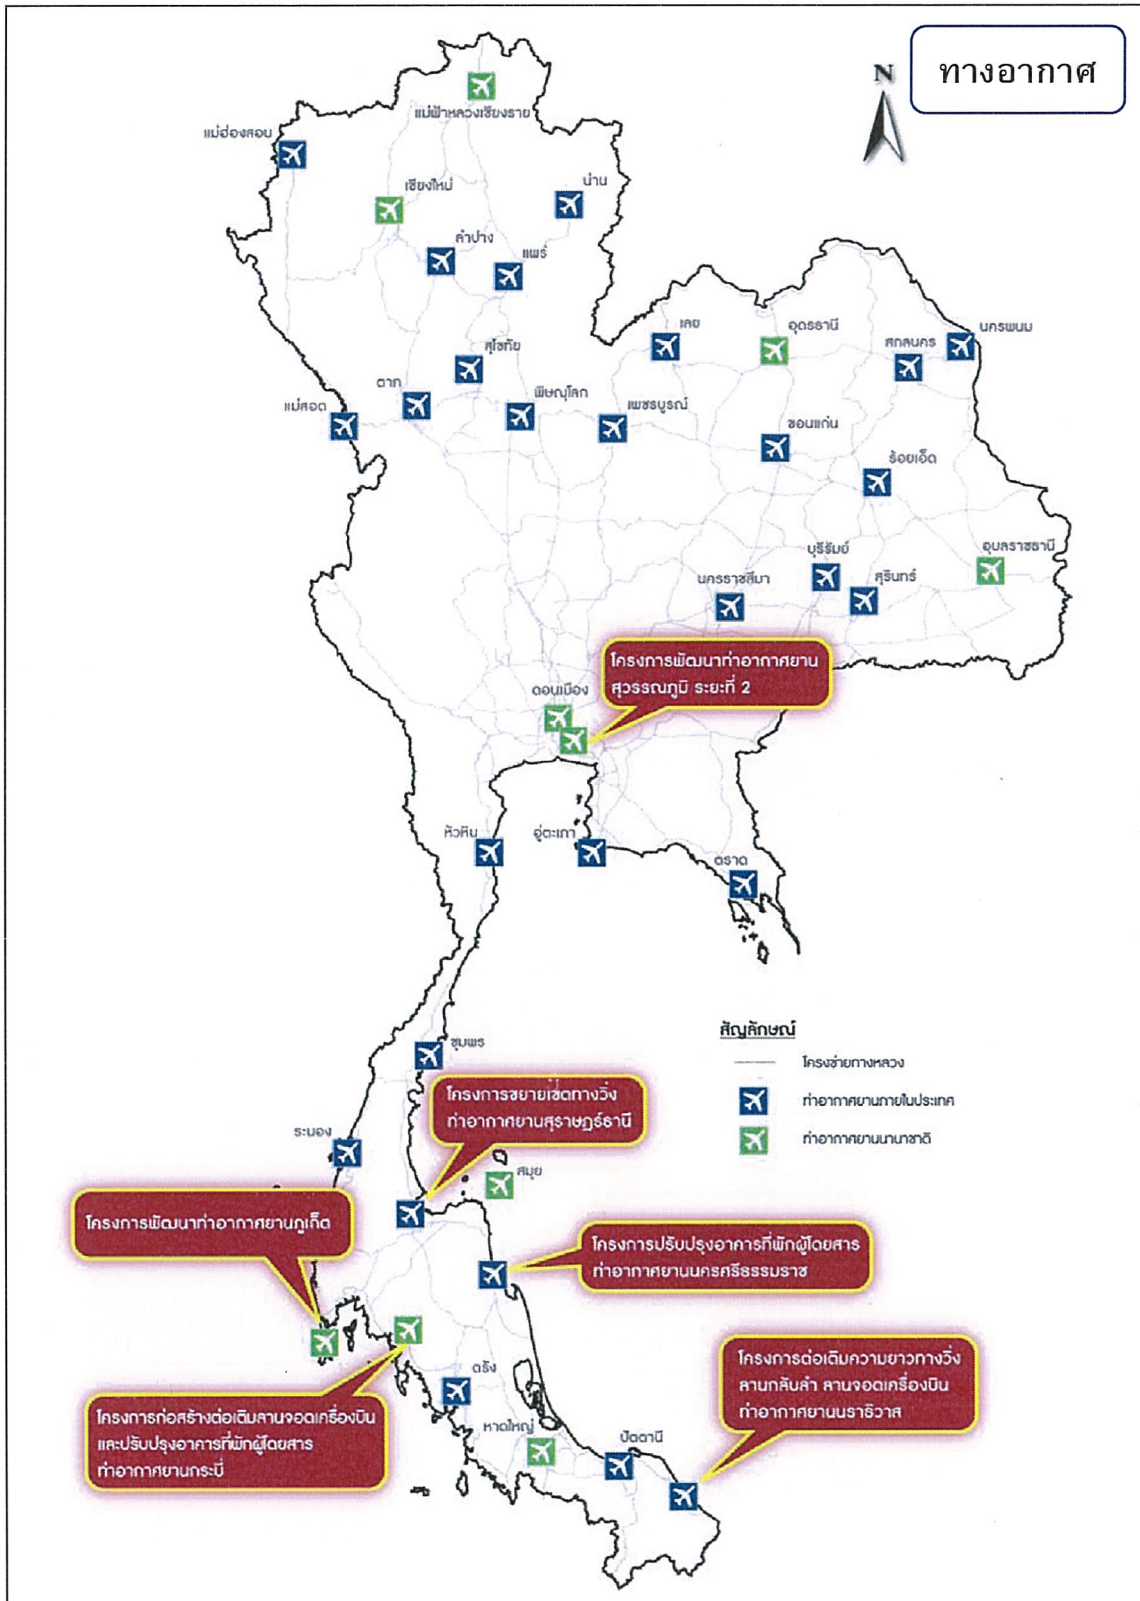 ทางอากาศ
N
แม่ฟ้าหลวงเชียงราย
แม่ฮ่องสอน
เชียงใหม่
น่าน
ลำปาง
แพร่
เลย
อุดรธานี
สกลนคร
นครพนม
สุโขทัย
ตาก
แม่สอด
พิษณุโลก
เพชรบูรณ์
ขอนแก่น
ร้อยเอ็ด
บุรีรัมย์
อุบลราชธานี
นครราชสีมา
สุรินทร์
โครงการพัฒนาท่าอากาศยาน
สุวรรณภูมิ ระยะที่ 2
ดอนเมือง
หัวหิน
อู่ตะเภา
ตราด
สัญลักษณ์
โครงข่ายทางหลวง
ท่าอากาศยานภายในประเทศ
ท่าอากาศยานนานาชาติ
ชุมพร
โครงการขยายเขตทางวิ่ง
ท่าอากาศยานสุราษฎร์ธานี
ระนอง
สมุย
โครงการพัฒนาท่าอากาศยานภูเก็ต
โครงการปรับปรุงอาคารที่พักผู้โดยสาร
ท่าอากาศยานนครศรีธรรมราช
ตรัง
โครงการต่อเติมความยาวทางวิ่ง
ลานกลับลำ ลานจอดเครื่องบิน
ท่าอากาศยานนราธิวาส
โครงการก่อสร้างต่อเติมลานจอดเครื่องบิน
และปรับปรุงอาคารที่พักผู้โดยสาร
ท่าอากาศยานกระบี่
หาดใหญ่
ปัตตานี